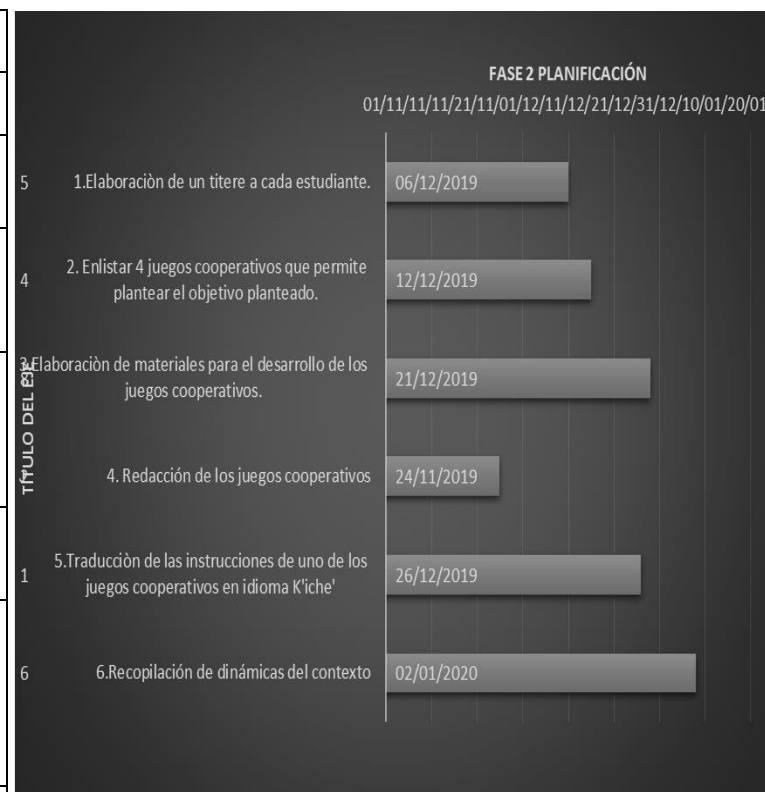 FASE 2 PLANIFICACIÓN
01/11/11/11/21/11/01/12/11/12/21/12/31/12/10/01/20/01
5
1.Elaboraciòn de un titere a cada estudiante.
06/12/2019
4
2. Enlistar 4 juegos cooperativos que permite
plantear el objetivo planteado.
12/12/2019
3.Elaboraciòn de materiales para el desarrollo de los
juegos cooperativos.
21/12/2019
TÍTULO DEL EJE
4. Redacción de los juegos cooperativos
24/11/2019
1
5.Traducciòn de las instrucciones de uno de los
juegos cooperativos en idioma K'iche'
26/12/2019
6
6.Recopilación de dinámicas del contexto
02/01/2020